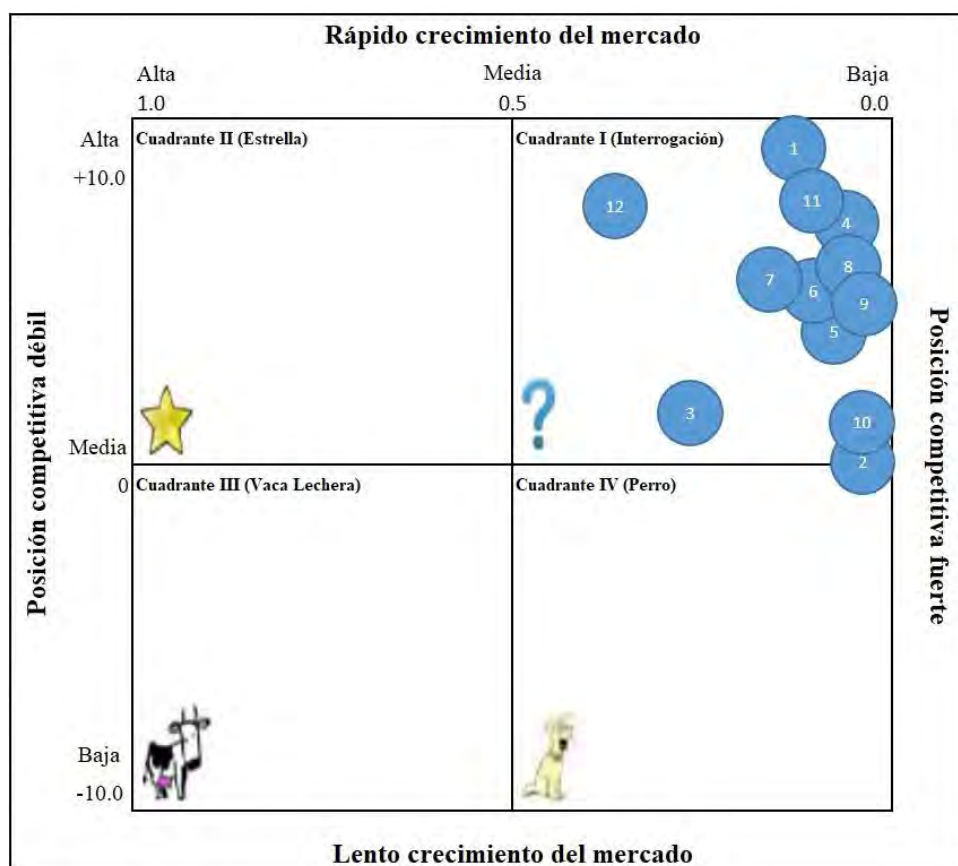 Rápido crecimiento del mercado
Alta Media Baja
1.0 0.5 0.0
Alta
+10.0
Cuadrante II (Estrella) Cuadrante I (Interrogación)
1
12 11
4
8
7 6
9
5
3
10
2
Posición competitiva débil
Posición competitiva fuerte
?
Media
0
Cuadrante III (Vaca Lechera) Cuadrante IV (Perro)
Baja
-10.0
Lento crecimiento del mercado